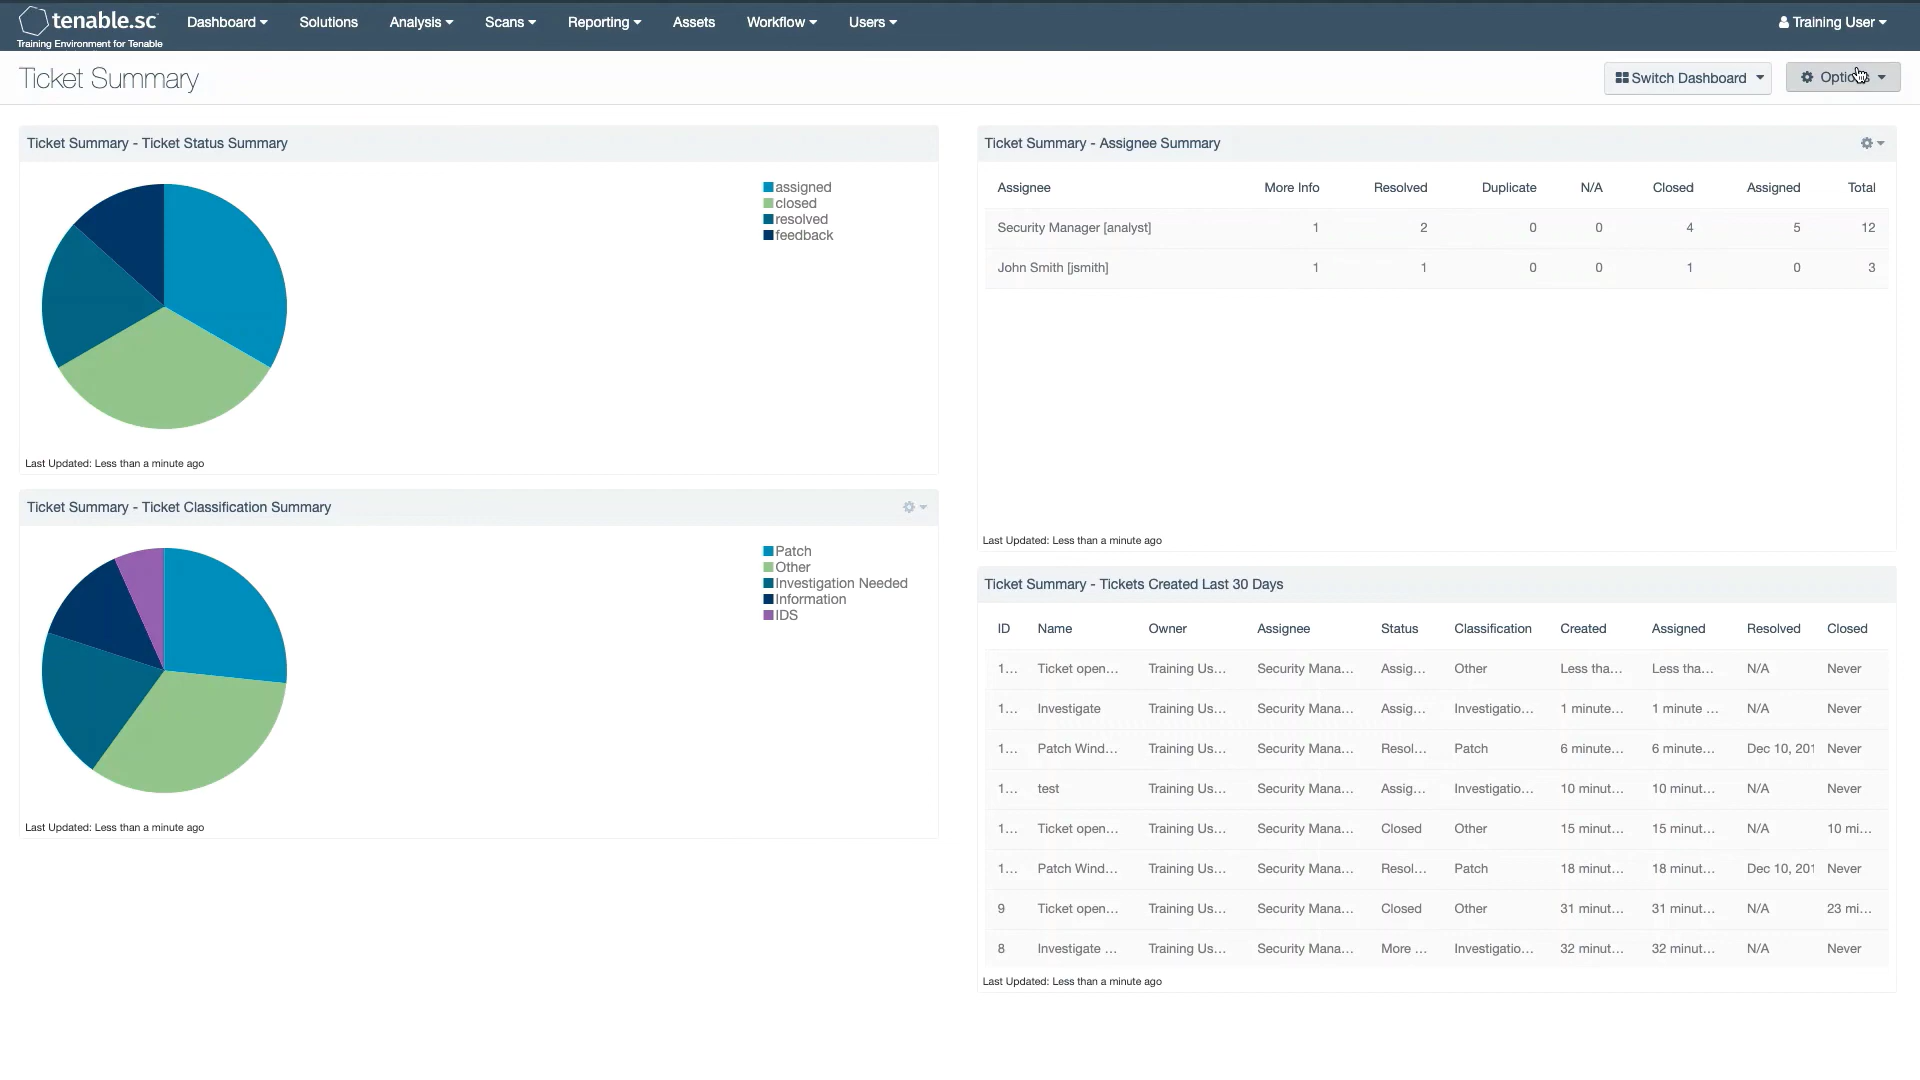 tenable.sc
Training Environment for Tenable
Dashboard Solutions Analysis Scans Reporting Assets Workflow Users
Training User
Ticket Summary
Switch Dashboard
Ticket Summary - Ticket Status Summary
assigned
closed
resolved
feedback
Last Updated: Less than a minute ago
Ticket Summary - Ticket Classification Summary
Patch
Other
Investigation Needed
Information
IDS
Last Updated: Less than a minute ago
Ticket Summary - Assignee Summary
Assignee More Info Resolved Duplicate N/A Closed Assigned Total
Security Manager [analyst] 1 2 0 0 4 5 12
John Smith [jsmith] 1 1 0 0 1 0 3
Last Updated: Less than a minute ago
Ticket Summary - Tickets Created Last 30 Days
ID Name Owner Assignee Status Classification Created Assigned Resolved Closed
1... Ticket open... Training Us... Security Mana... Assig... Other Less tha... Less tha... N/A Never
1... Investigate Training Us... Security Mana... Assig... Investigatio... 1 minute... 1 minute ... N/A Never
1... Patch Wind... Training Us... Security Mana... Resol... Patch 6 minute... 6 minute... Dec 10, 201 Never
1... test Training Us... Security Mana... Assig... Investigatio... 10 minut... 10 minut... N/A Never
1... Ticket open... Training Us... Security Mana... Closed Other 15 minut... 15 minut... N/A 10 mi...
1... Patch Wind... Training Us... Security Mana... Resol... Patch 18 minut... 18 minut... Dec 10, 201 Never
9 Ticket open... Training Us... Security Mana... Closed Other 31 minut... 31 minut... N/A 23 mi...
8 Investigate ... Training Us... Security Mana... More ... Investigatio... 32 minut... 32 minut... N/A Never
Last Updated: Less than a minute ago